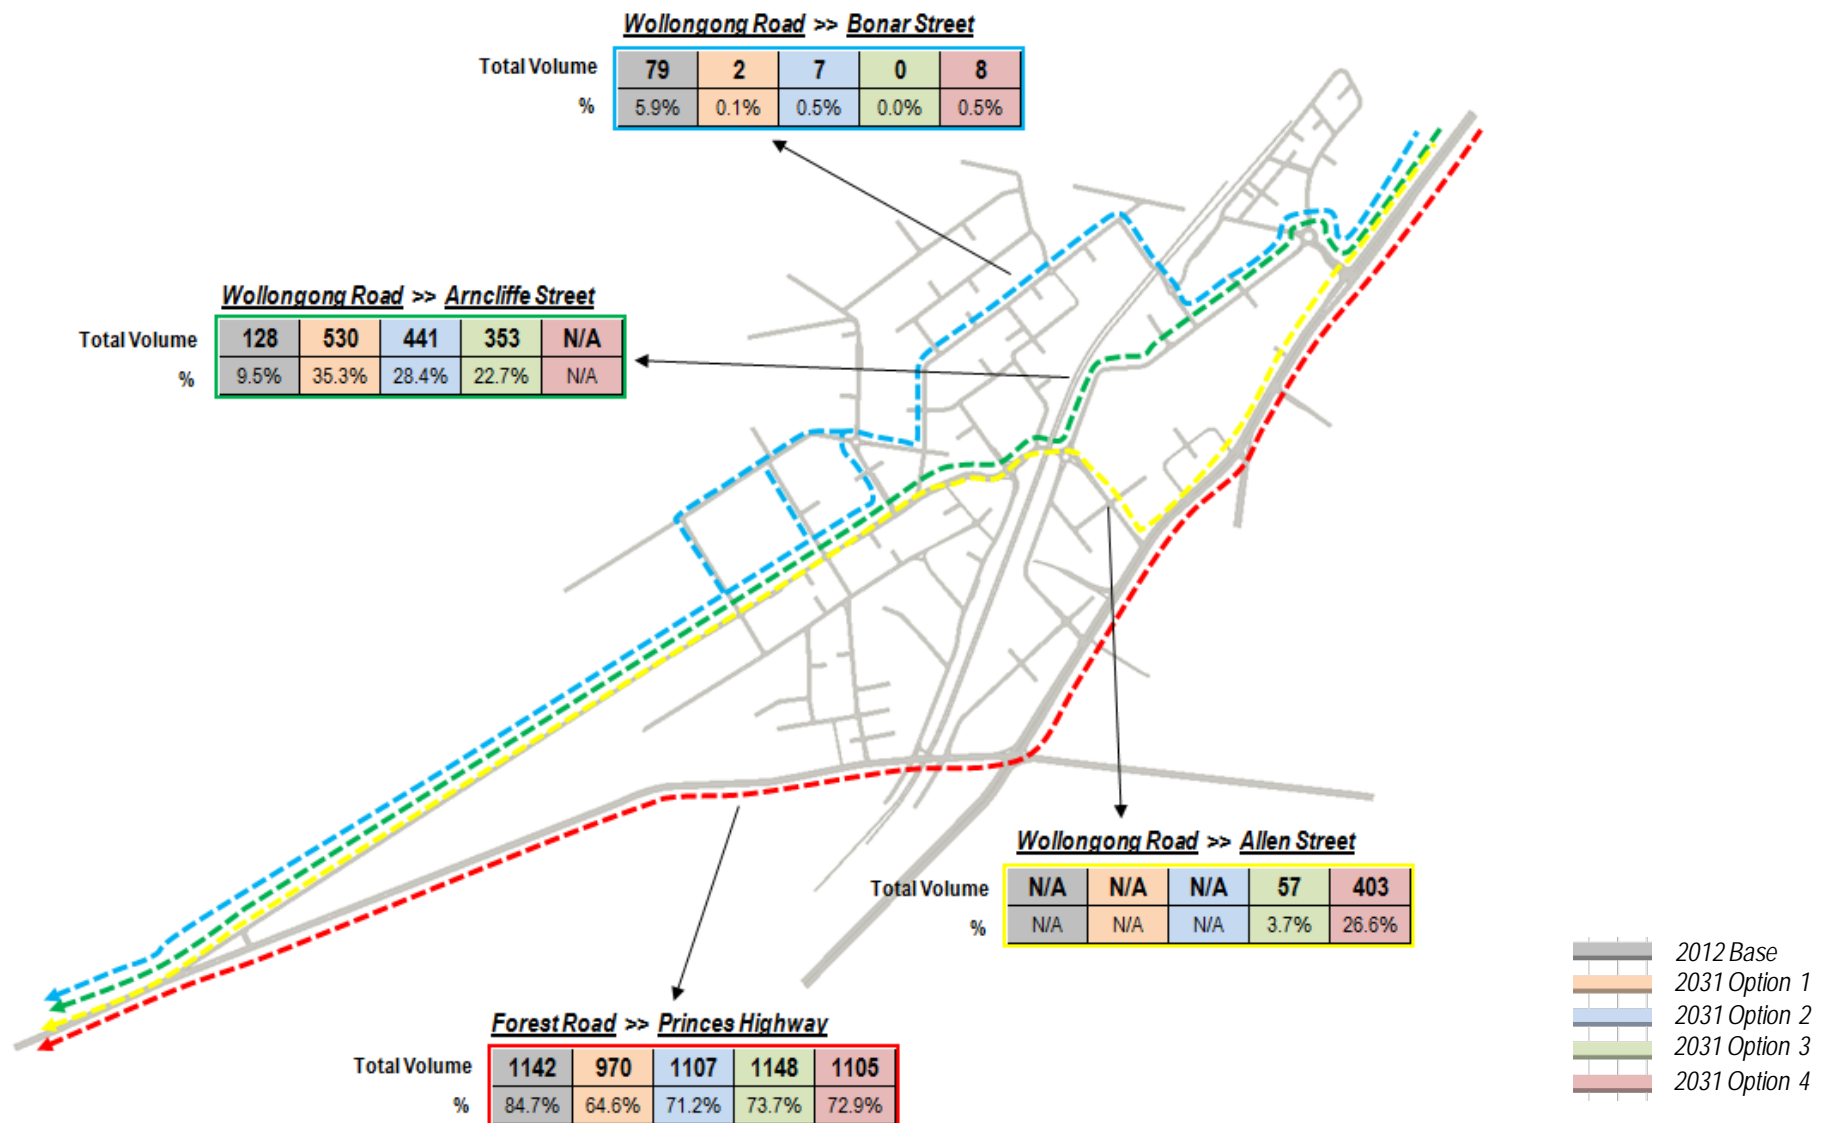 Wollongong Road >> Bonar Street
Total Volume 79 2 7 0 8
% 5.9% 0.1% 0.5% 0.0% 0.5%
Wollongong Road >> Arncliffe Street
Total Volume 128 530 441 353 N/A
% 9.5% 35.3% 28.4% 22.7% N/A
Wollongong Road >> Allen Street
Total Volume N/A N/A N/A 57 403
% N/A N/A N/A 3.7% 26.6%
Forest Road >> Princes Highway
Total Volume 1142 970 1107 1148 1105
% 84.7% 64.6% 71.2% 73.7% 72.9%
2012 Base
2031 Option 1
2031 Option 2
2031 Option 3
2031 Option 4